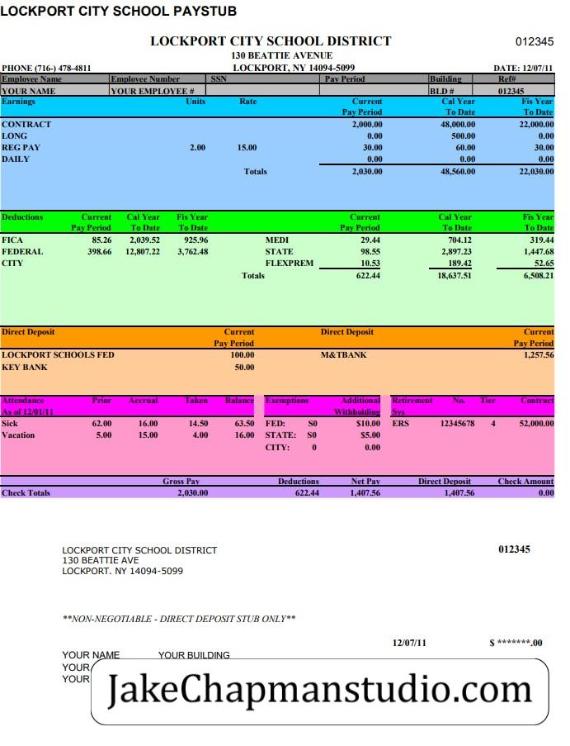 LOCKPORT CITY SCHOOL PAYSTUB
LOCKPORT CITY SCHOOL DISTRICT 012345
130 BEATTIE AVENUE
PHONE (716-) 478-4811 LOCKPORT, NY 14094-5099 DATE: 12/07/11
Employee Name Employee Number SSN Pay Period Building Ref#
YOUR NAME YOUR EMPLOYEE # BLD # 012345
Earnings Units Rate Current Cal Year Fis Year
Pay Period To Date To Date
CONTRACT 2,000.00 48,000.00 22,000.00
LONG 0.00 500.00 0.00
REG PAY 2.00 15.00 30.00 60.00 30.00
DAILY 0.00 0.00 0.00
Totals 2,030.00 48,560.00 22,030.00
Deductions Current Cal Year Fis Year Current Cal Year Fis Year
Pay Period To Date To Date Pay Period To Date To Date
FICA 85.26 2,039.52 925.96 MEDI 29.44 704.12 319.44
FEDERAL 398.66 12,807.22 3,762.48 STATE 98.55 2,897.23 1,447.68
CITY FLEXPREM 10.53 189.42 52.65
Totals 622.44 18,637.51 6,508.21
Direct Deposit Current Direct Deposit Current
Pay Period Pay Period
LOCKPORT SCHOOLS FED 100.00 M&TBANK 1,257.56
KEY BANK 50.00
Attendance Prior Accrual Taken Balance Exemptions Additional Retirement No. Tier Contract
As of 12/01/11 Withholding Sys.
Sick 62.00 16.00 14.50 63.50 FED: S0 $10.00 ERS 12345678 4 52,000.00
Vacation 5.00 15.00 4.00 16.00 STATE: S0 $5.00
CITY: 0 0.00
Gross Pay Deductions Net Pay Direct Deposit Check Amount
Check Totals 2,030.00 622.44 1,407.56 1,407.56 0.00
LOCKPORT CITY SCHOOL DISTRICT 012345
130 BEATTIE AVE
LOCKPORT. NY 14094-5099
**NON-NEGOTIABLE - DIRECT DEPOSIT STUB ONLY**
12/07/11 $ *******.00
YOUR NAME YOUR BUILDING
YOUR
YOUR
JakeChapmanstudio.com